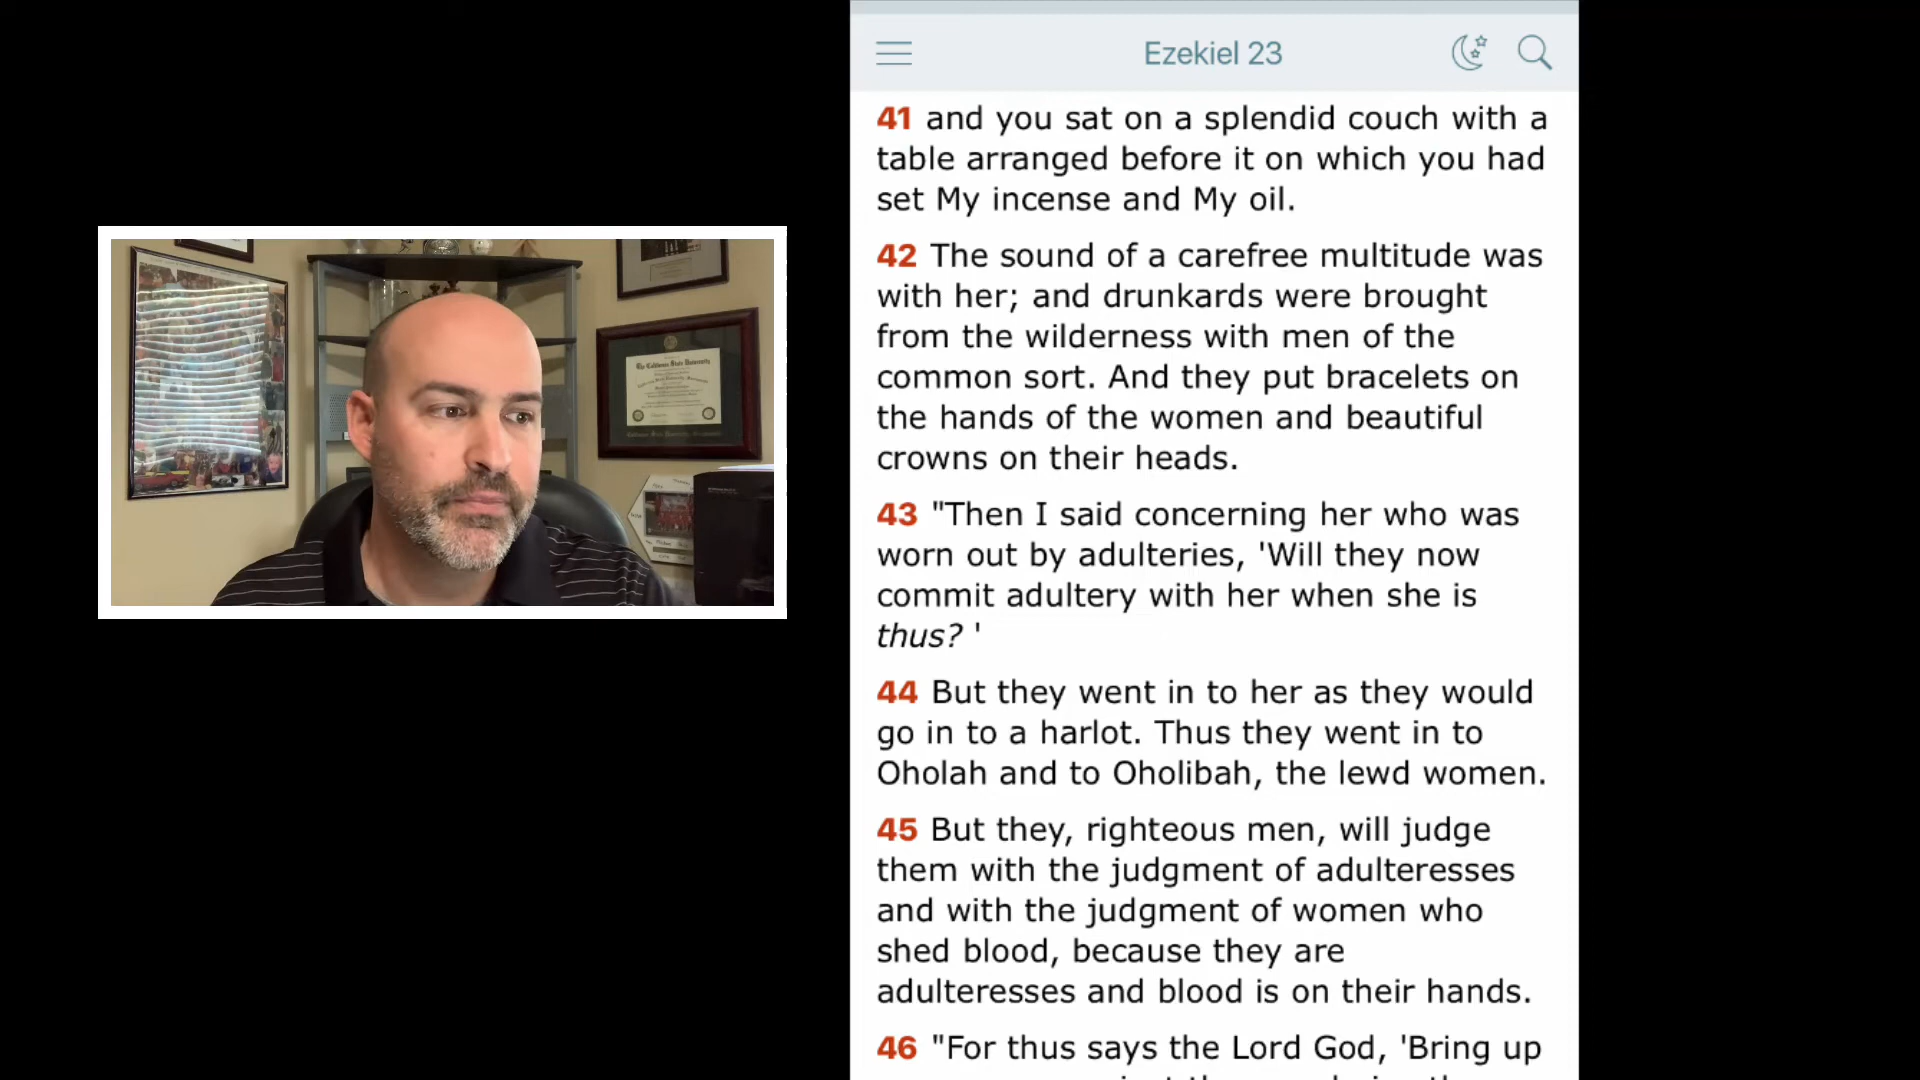 Ezekiel 23
41 and you sat on a splendid couch with a
table arranged before it on which you had
set My incense and My oil.
42 The sound of a carefree multitude was
with her; and drunkards were brought
from the wilderness with men of the
common sort. And they put bracelets on
the hands of the women and beautiful
crowns on their heads.
43 "Then I said concerning her who was
worn out by adulteries, 'Will they now
commit adultery with her when she is
thus? '
44 But they went in to her as they would
go in to a harlot. Thus they went in to
Oholah and to Oholibah, the lewd women.
45 But they, righteous men, will judge
them with the judgment of adulteresses
and with the judgment of women who
shed blood, because they are
adulteresses and blood is on their hands.
46 "For thus says the Lord God, 'Bring up
The California State University